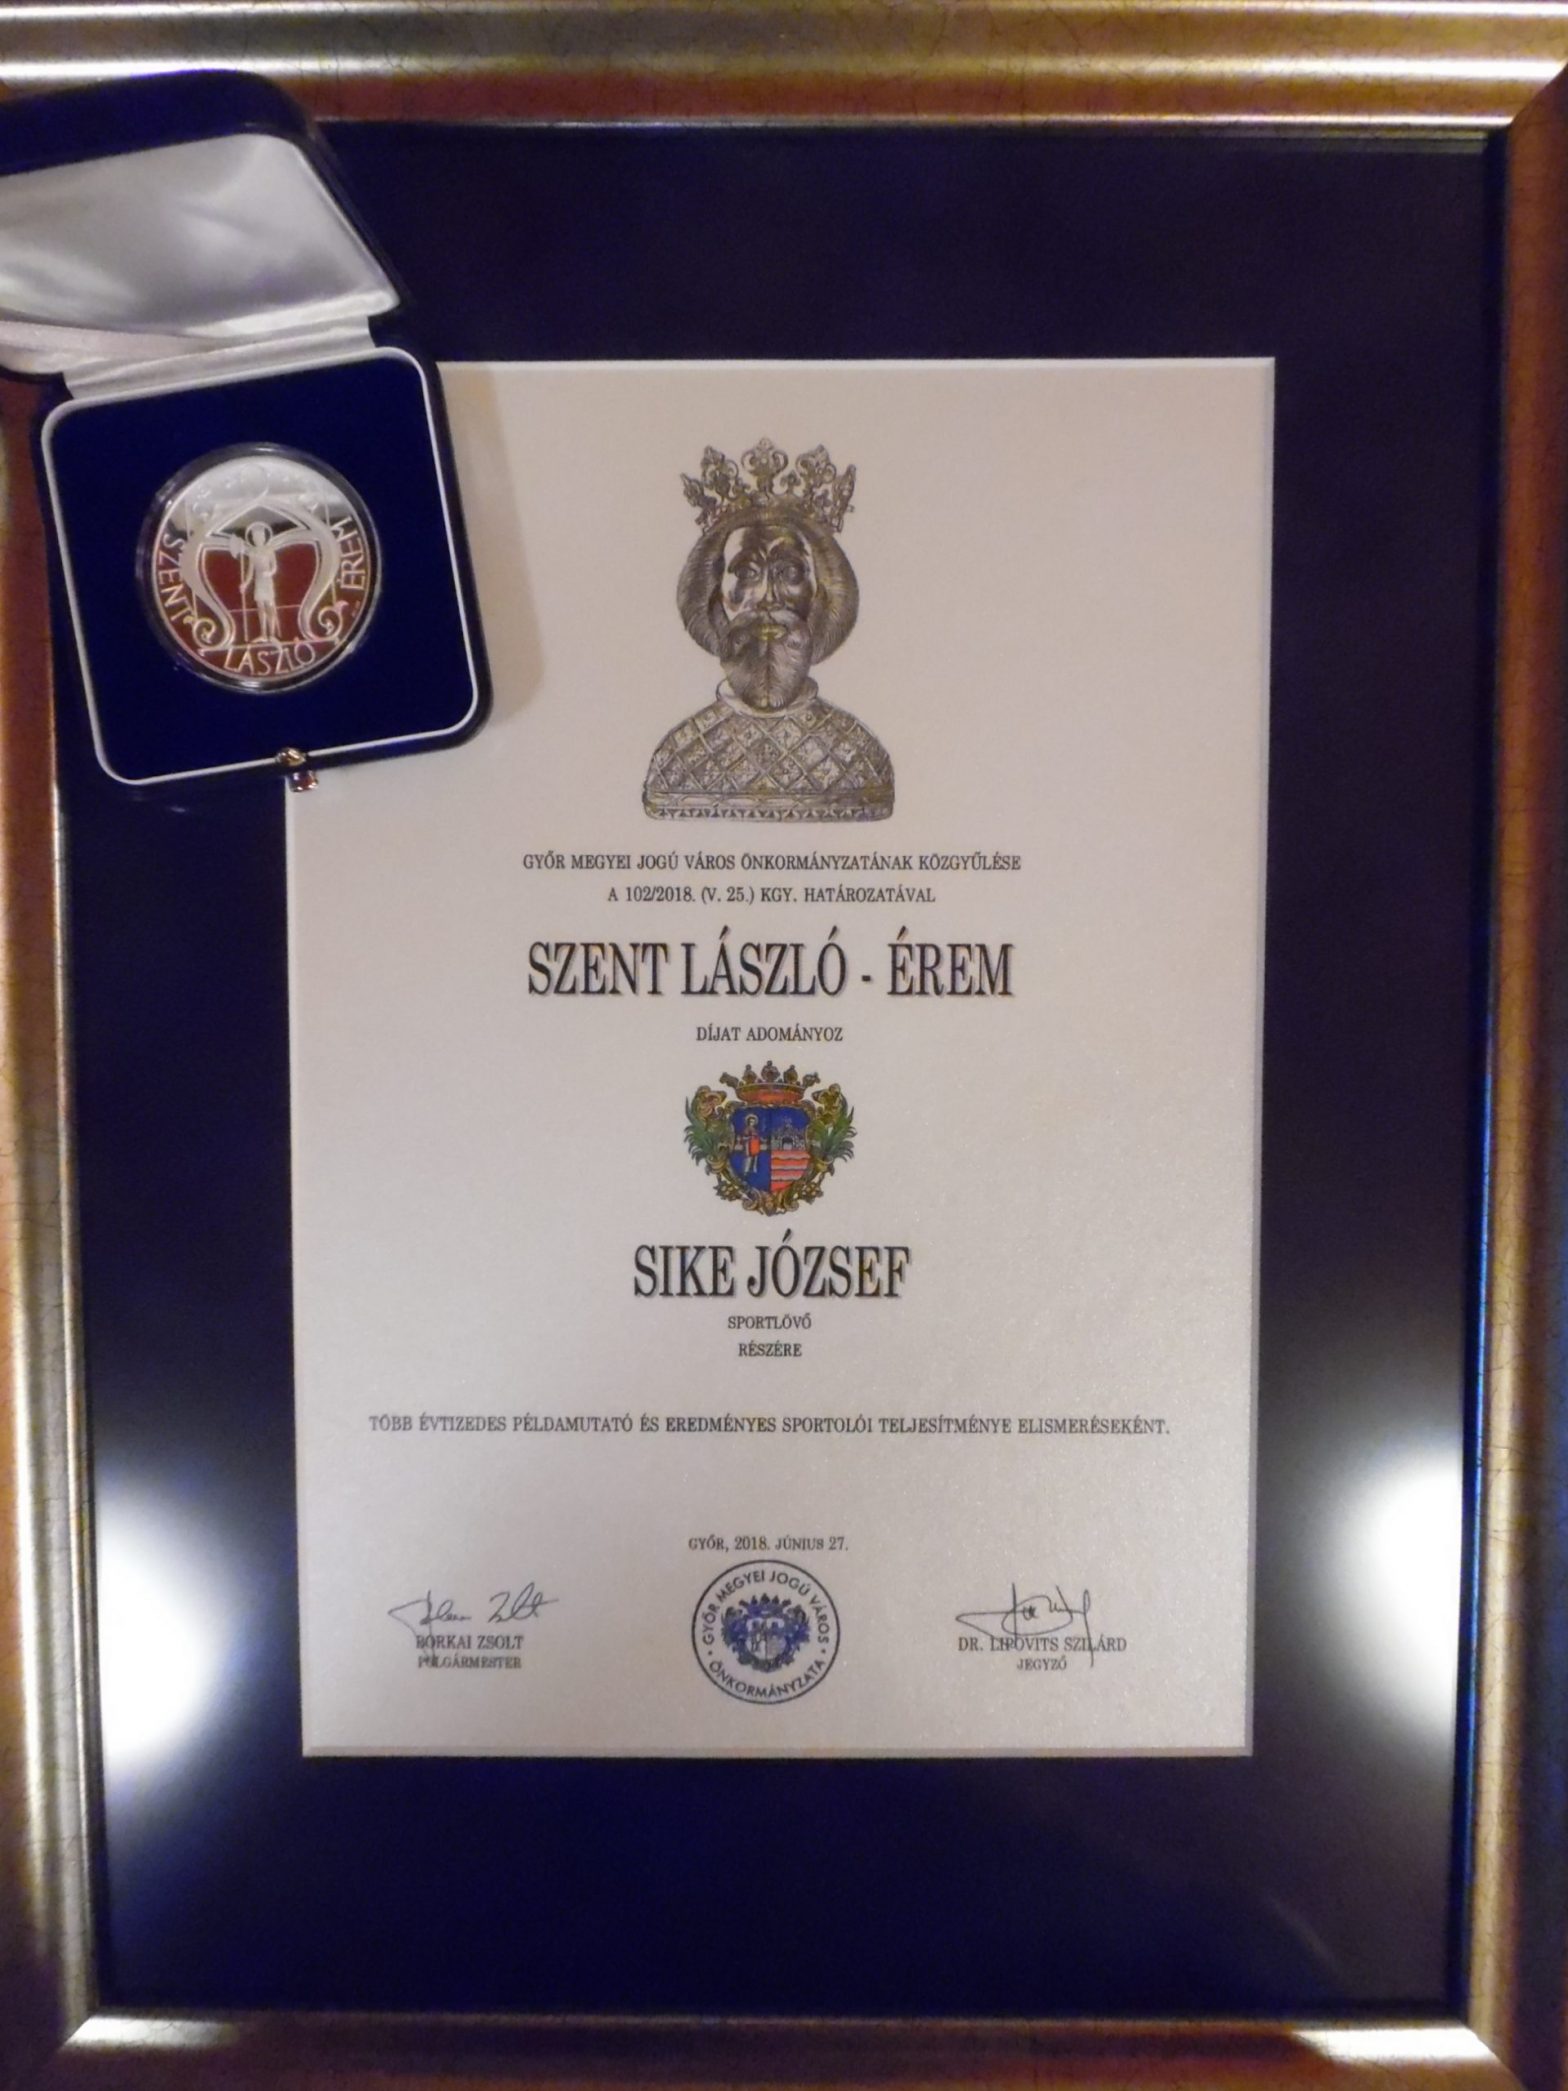 SZENT
LÁSZLÓ
ÉREM
GYŐR MEGYEI JOGÚ VÁROS ÖNKORMÁNYZATÁNAK KÖZGYŰLÉSE
A 102/2018. (V. 25.) KGY. HATÁROZATÁVAL
SZENT LÁSZLÓ - ÉREM
DÍJAT ADOMÁNYOZ
SIKE JÓZSEF
SPORTLÖVŐ
RÉSZÉRE
TÖBB ÉVTIZEDES PÉLDAMUTATÓ ÉS EREDMÉNYES SPORTOLÓI TELJESÍTMÉNYE ELISMERÉSEKÉNT.
GYŐR, 2018. JÚNIUS 27.
GYŐR MEGYEI JOGÚ VÁROS
ÖNKORMÁNYZATA
BORKAI ZSOLT
POLGÁRMESTER
DR. LIPOVITS SZILÁRD
JEGYZŐ